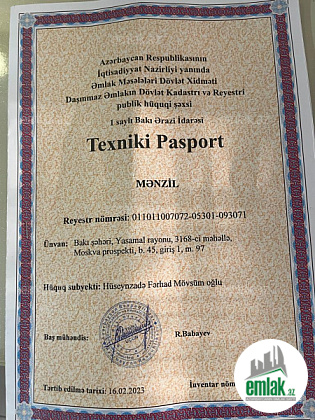 Azərbaycan Respublikasının
İqtisadiyyat Nazirliyi yanında
Əmlak Məsələləri Dövlət Xidməti
Daşınmaz Əmlakın Dövlət Kadastrı və Reyestri
publik hüquqi şəxsi
1 saylı Bakı Ərazi İdarəsi
Texniki Pasport
MƏNZİL
Reyestr nömrəsi: 011011007072-05301-093071
Ünvan: Bakı şəhəri, Yasamal rayonu, 3168-ci məhəllə,
Moskva prospekti, b. 45, giriş 1, m. 97
Hüquq subyekti: Hüseynzadə Fərhad Mövsüm oğlu
Baş mühəndis:
R.Babayev
Tərtib edilmə tarixi: 16.02.2023
İnventar nöm
emlak.az